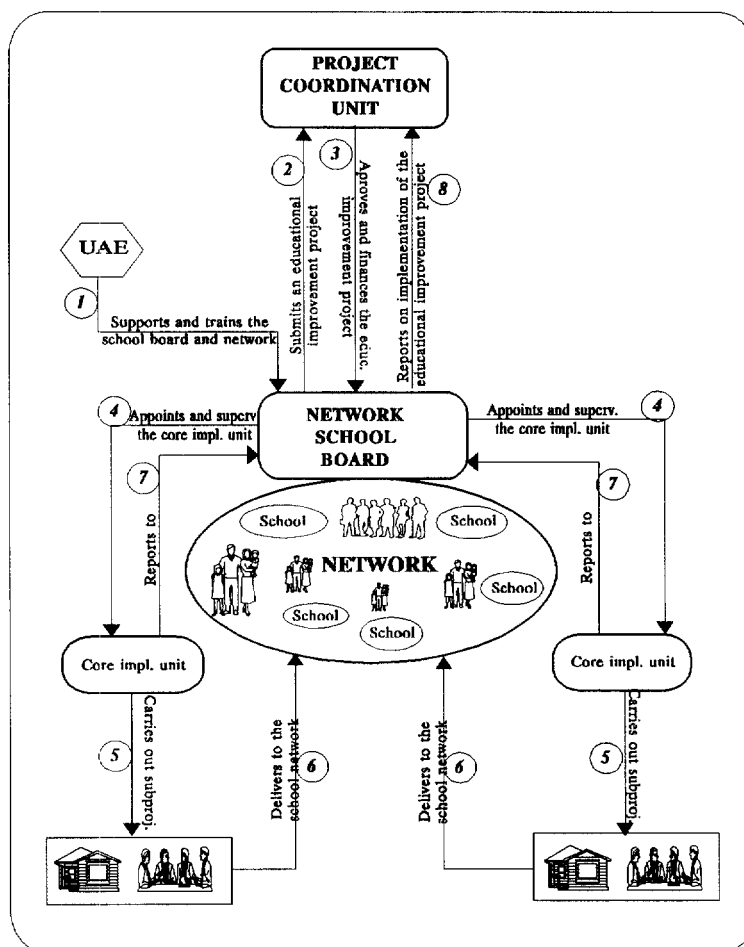 PROJECT
COORDINATION
UNIT
2
3
8
Submits an educational
improvement project
Aproves and finances the educ.
improvement project
Reports on implementation of the
educational improvement project
UAE
1
Supports and trains the
school board and network
4
Appoints and superv.
the core impl. unit
NETWORK
SCHOOL
BOARD
Appoints and superv.
the core impl. unit
4
7
Reports to
7
Reports to
School
School
NETWORK
School
School
School
Core impl. unit
Core impl. unit
5
Carries out subproj.
6
Delivers to the
school network
6
Delivers to the
school network
5
Carries out subproj.